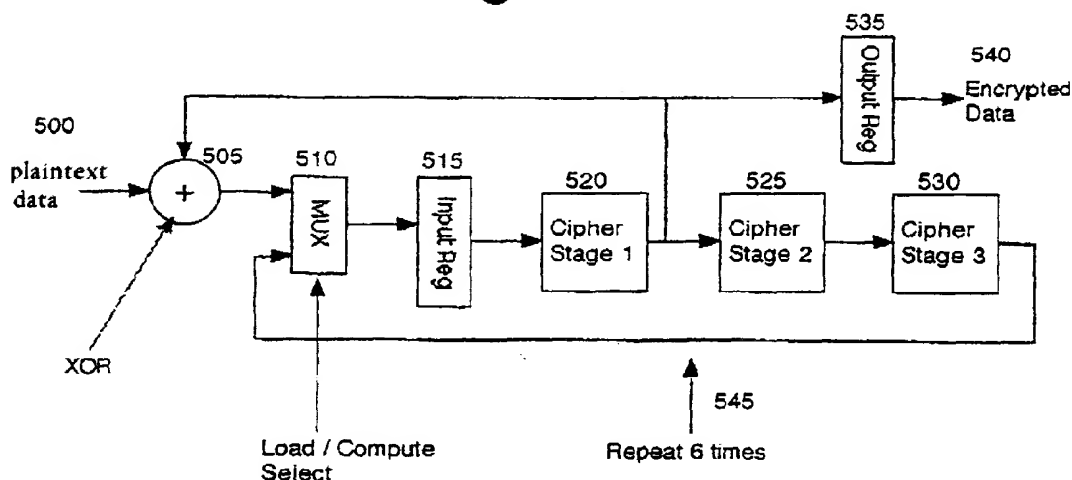 535
Output Reg
540
Encrypted
Data
500
plaintext
data
505
+
510
MUX
515
Input Reg
520
Cipher
Stage 1
525
Cipher
Stage 2
530
Cipher
Stage 3
XOR
Load / Compute
Select
545
Repeat 6 times